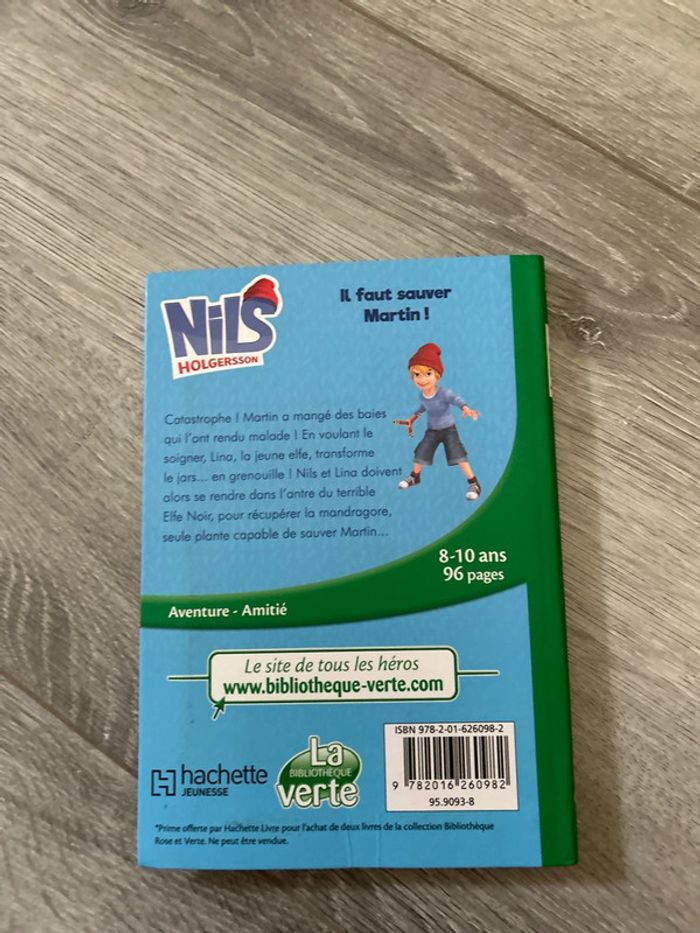 NiLS
HOLGERSSON
Il faut sauver
Martin !
Catastrophe ! Martin a mangé des baies
qui l'ont rendu malade ! En voulant le
soigner, Lina, la jeune elfe, transforme
le jars... en grenouille ! Nils et Lina doivent
alors se rendre dans l'antre du terrible
Elfe Noir, pour récupérer la mandragore,
seule plante capable de sauver Martin...
8-10 ans
96 pages
Aventure - Amitié
Le site de tous les héros
www.bibliotheque-verte.com
ISBN 978-2-01-626098-2
9 782016 260982
95.9093-8
hachette
JEUNESSE
La
BIBLIOTHÈQUE
verte
*Prime offerte par Hachette Livre pour l'achat de deux livres de la collection Bibliothèque
Rose et Verte. Ne peut être vendue.